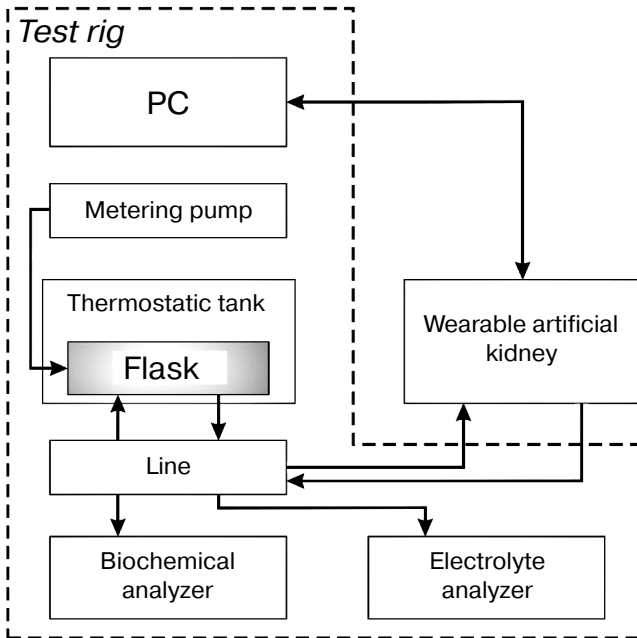 Test rig
PC
Metering pump
Thermostatic tank
Flask
Wearable artificial
kidney
Line
Biochemical
analyzer
Electrolyte
analyzer